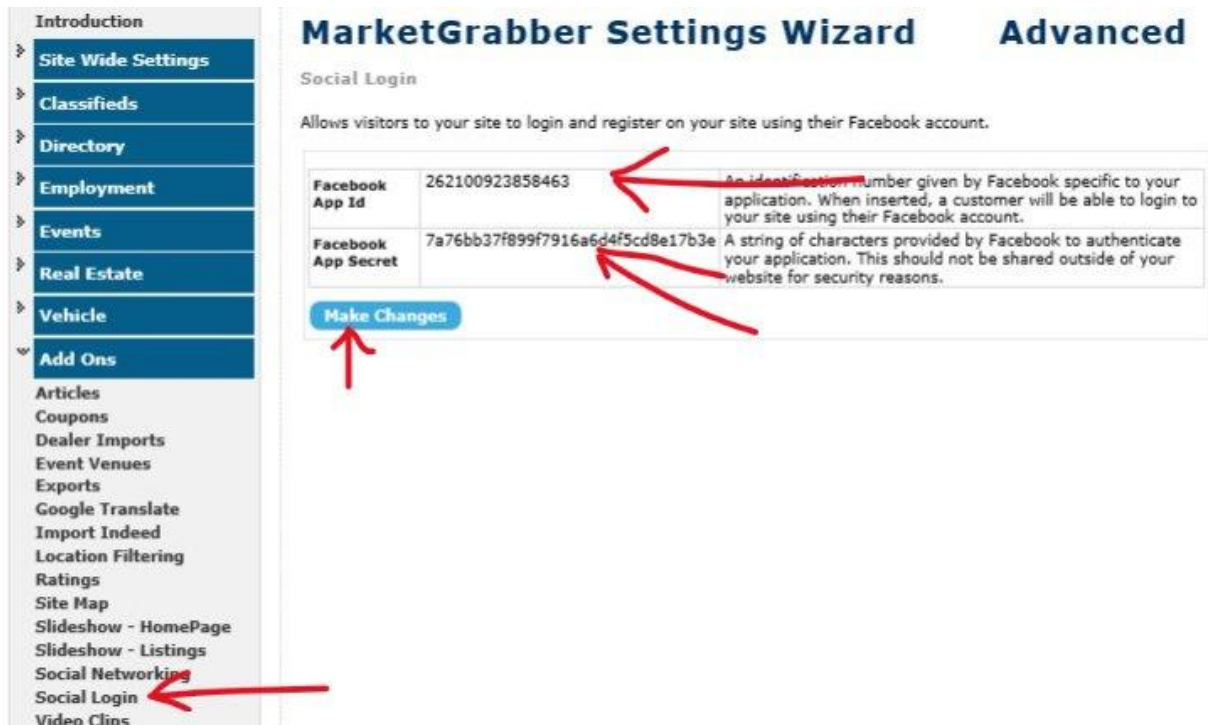 Introduction
Site Wide Settings
Classifieds
Directory
Employment
Events
Real Estate
Vehicle
Add Ons
Articles
Coupons
Dealer Imports
Event Venues
Exports
Google Translate
Import Indeed
Location Filtering
Ratings
Site Map
Slideshow - HomePage
Slideshow - Listings
Social Networking
Social Login
Video Clips
MarketGrabber Settings Wizard Advanced
Social Login
Allows visitors to your site to login and register on your site using their Facebook account.
Facebook
App Id
262100923858463
An identification number given by Facebook specific to your
application. When inserted, a customer will be able to login to
your site using their Facebook account.
Facebook
App Secret
7a76bb37f899f7916a6d4f5cd8e17b3e
A string of characters provided by Facebook to authenticate
your application. This should not be shared outside of your
website for security reasons.
Make Changes